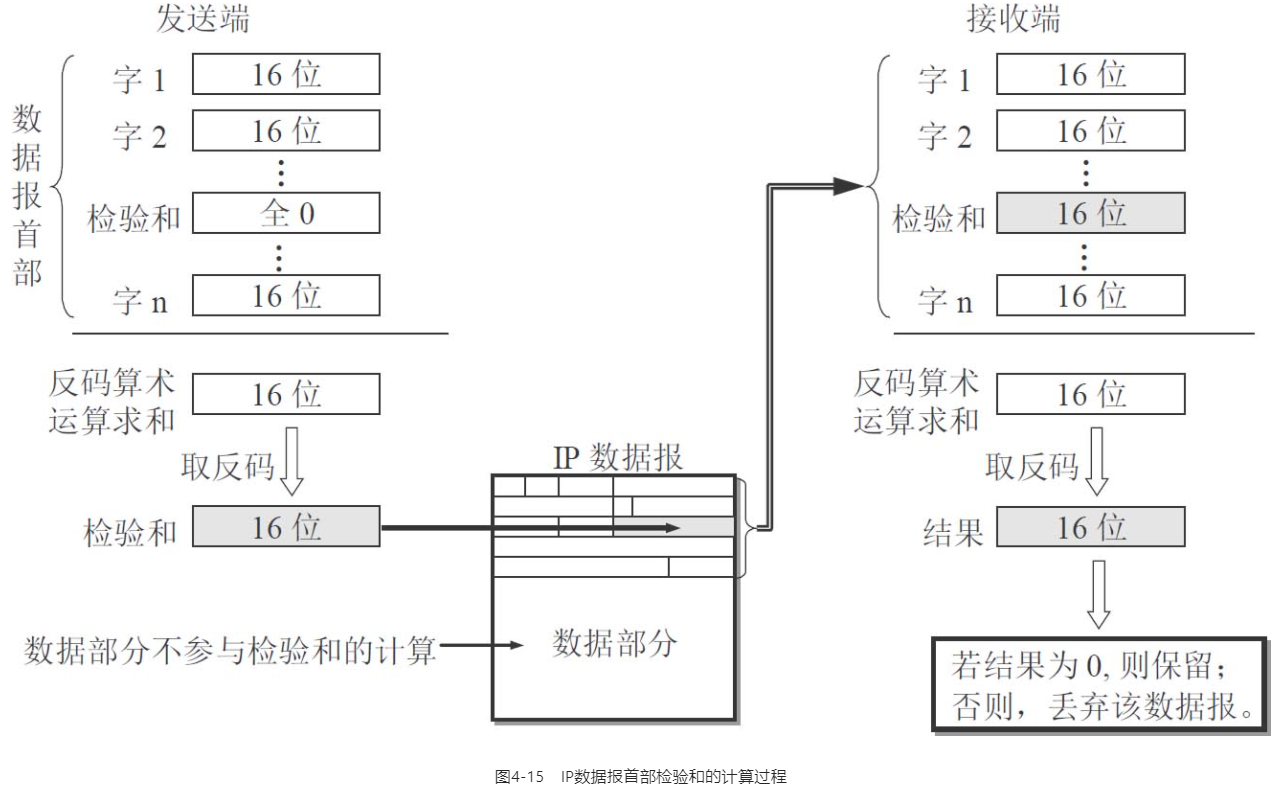 发送端
数据报首部
字 1
16 位
字 2
16 位
检验和
全 0
字 n
16 位
反码算术
运算求和
16 位
取反码
检验和
16 位
数据部分不参与检验和的计算
IP 数据报
数据部分
接收端
字 1
16 位
字 2
16 位
检验和
16 位
字 n
16 位
反码算术
运算求和
16 位
取反码
结果
16 位
若结果为 0, 则保留；
否则，丢弃该数据报。
图4-15 IP数据报首部检验和的计算过程